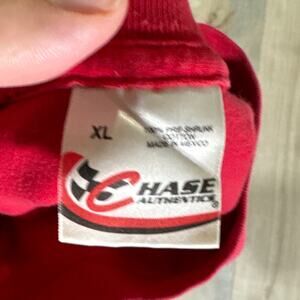 XL
100% PRE-SHRUNK
COTTON
MADE IN MEXICO
CHASE
AUTHENTICS®